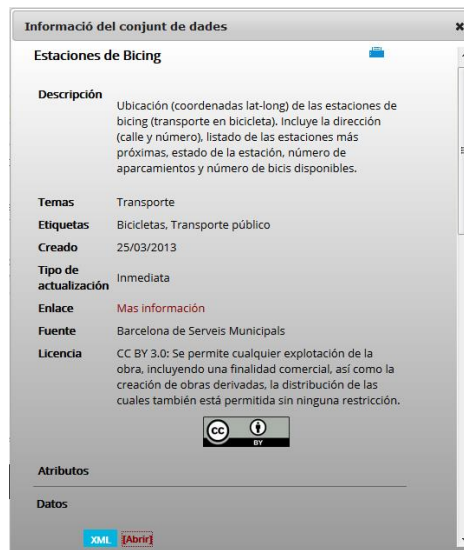 Informació del conjunt de dades
Estaciones de Bicing
Descripción
Ubicación (coordenadas lat-long) de las estaciones de
bicing (transporte en bicicleta). Incluye la dirección
(calle y número), listado de las estaciones más
próximas, estado de la estación, número de
aparcamientos y número de bicis disponibles.
Temas Transporte
Etiquetas Bicicletas, Transporte público
Creado 25/03/2013
Tipo de
actualización Inmediata
Enlace Mas información
Fuente Barcelona de Serveis Municipals
Licencia CC BY 3.0: Se permite cualquier explotación de la
obra, incluyendo una finalidad comercial, así como la
creación de obras derivadas, la distribución de las
cuales también está permitida sin ninguna restricción.
cc
BY
Atributos
Datos
XML [Abrir]